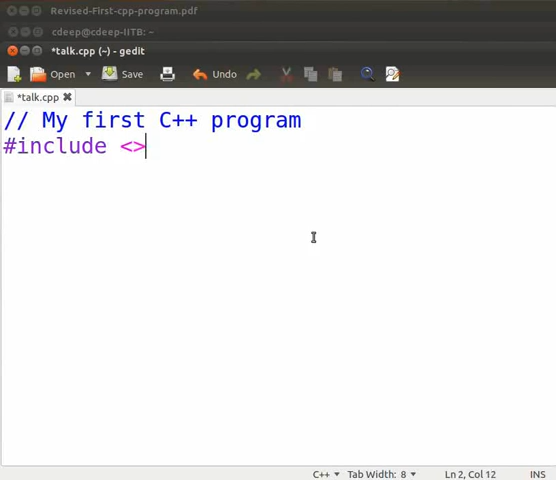 Revised-First-cpp-program.pdf
cdeep@cdeep-IITB: ~
*talk.cpp (~) - gedit
Open Save Undo
*talk.cpp
// My first C++ program
#include <>
C++ Tab Width: 8 Ln 2, Col 12 INS